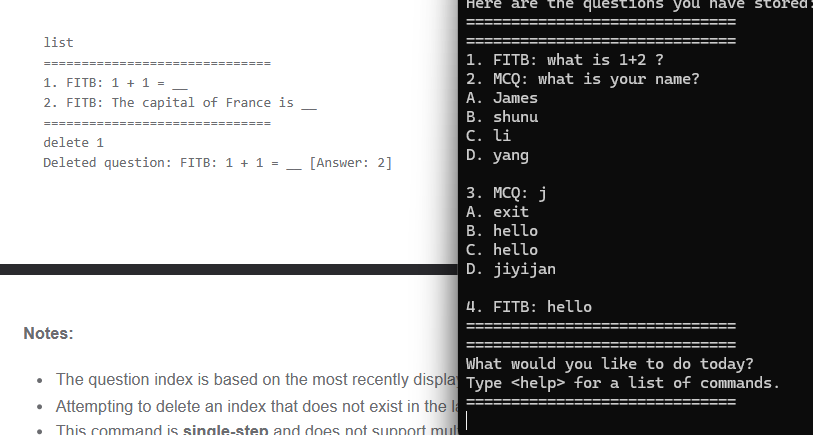 list
==============================
1. FITB: 1 + 1 = __
2. FITB: The capital of France is __
==============================
delete 1
Deleted question: FITB: 1 + 1 = __ [Answer: 2]
Notes:
• The question index is based on the most recently displa
• Attempting to delete an index that does not exist in the
• This command is single-step and does not support
Here are the questions you have stored:
==============================
==============================
1. FITB: what is 1+2 ?
2. MCQ: what is your name?
A. James
B. shunu
C. li
D. yang
3. MCQ: j
A. exit
B. hello
C. hello
D. jiyijan
4. FITB: hello
==============================
==============================
What would you like to do today?
Type <help> for a list of commands.
==============================